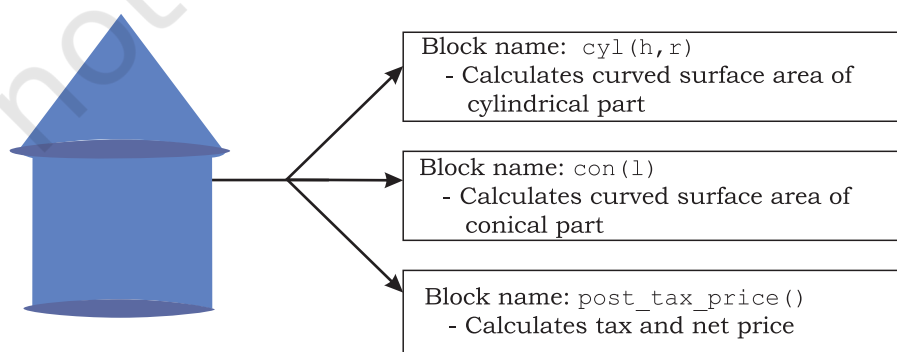 not
Block name: cyl(h,r)
- Calculates curved surface area of
cylindrical part
Block name: con(l)
- Calculates curved surface area of
conical part
Block name: post_tax_price()
- Calculates tax and net price